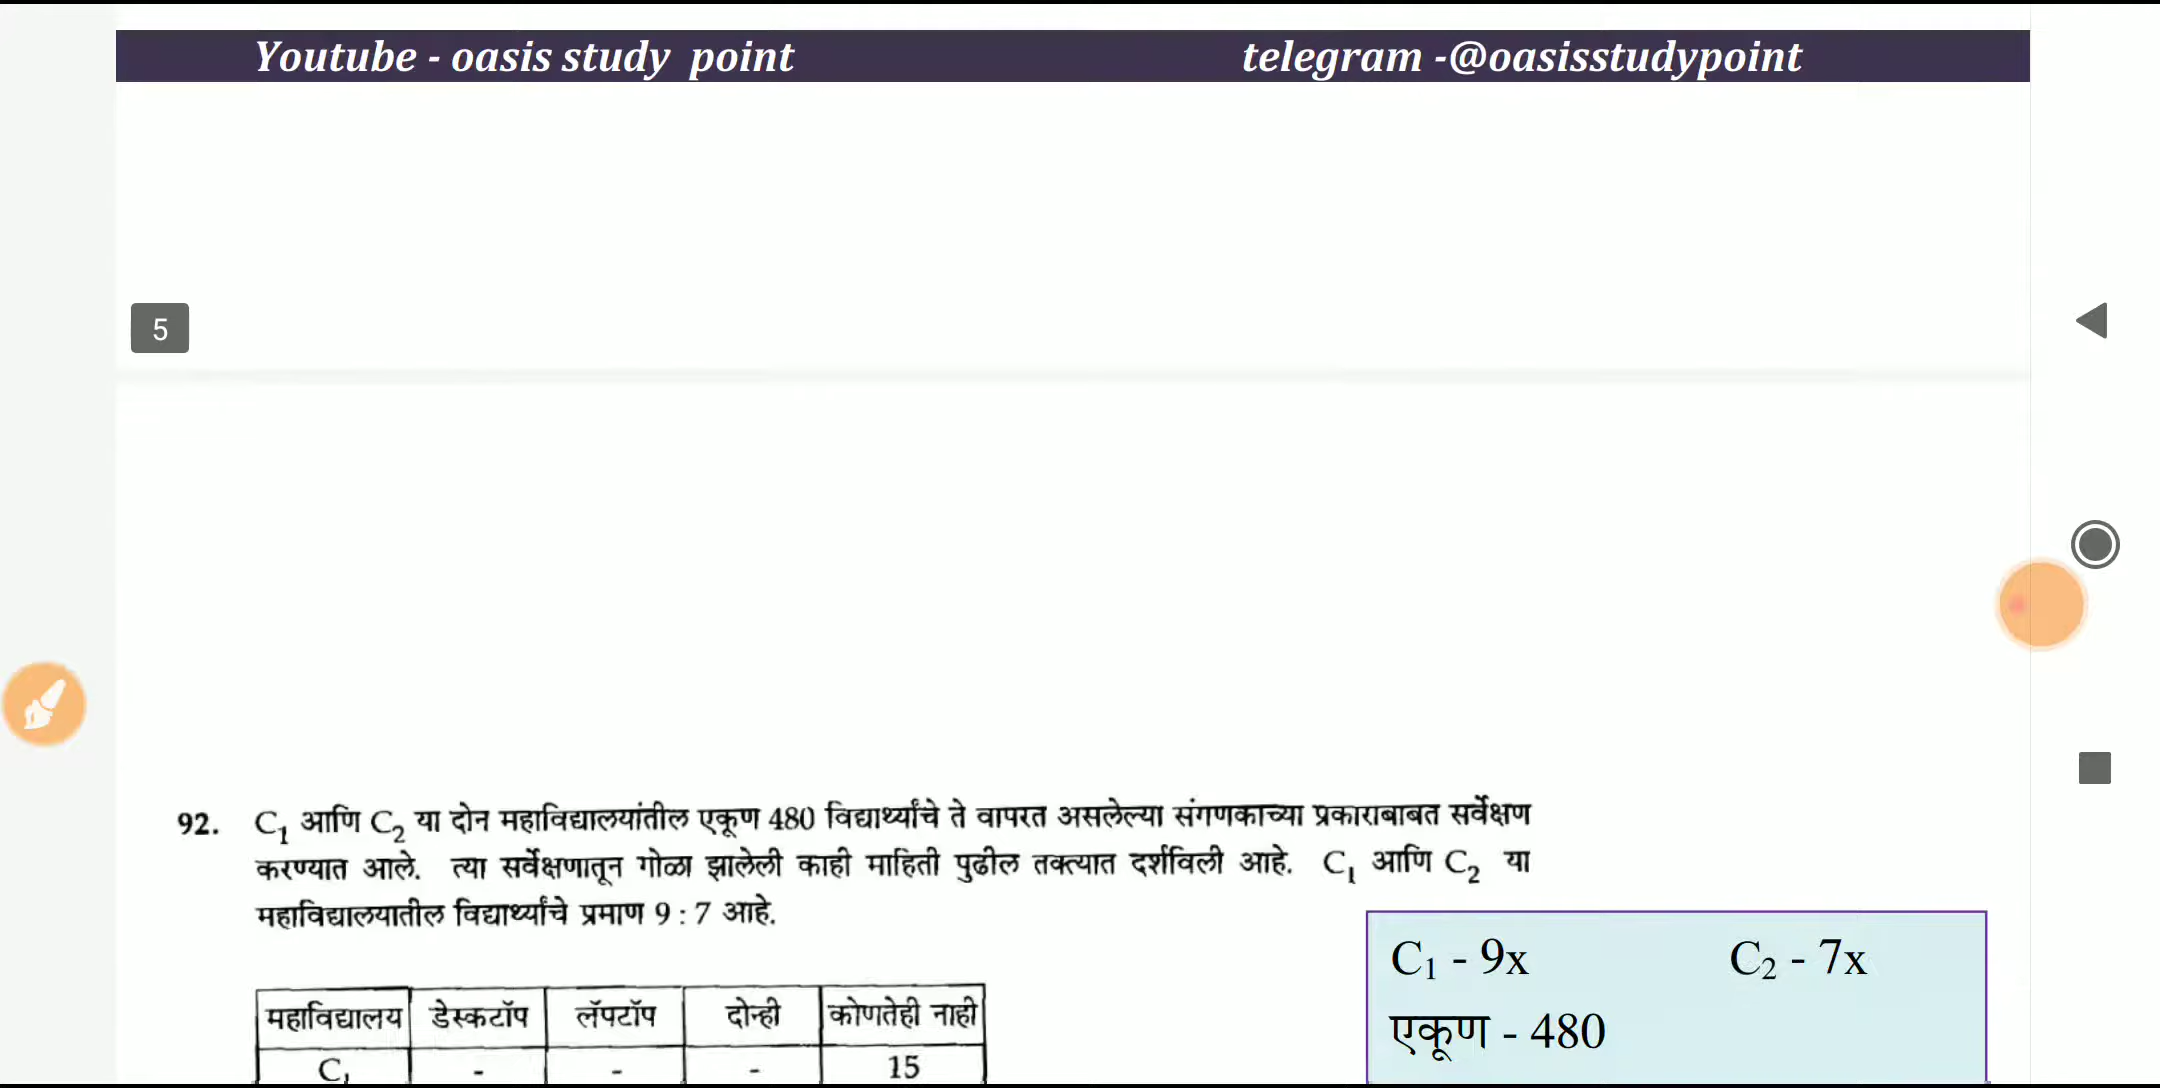 Youtube - oasis study point telegram -@oasisstudypoint
5
92. C₁ आणि C₂ या दोन महाविद्यालयांतील एकूण 480 विद्यार्थ्यांचे ते वापरत असलेल्या संगणकाच्या प्रकाराबाबत सर्वेक्षण
करण्यात आले. त्या सर्वेक्षणातून गोळा झालेली काही माहिती पुढील तक्त्यात दर्शविली आहे. C₁ आणि C₂ या
महाविद्यालयातील विद्यार्थ्यांचे प्रमाण 9 : 7 आहे.
महाविद्यालय डेस्कटॉप लॅपटॉप दोन्ही कोणतेही नाही
C₁ - - - 15
C₁ - 9x C₂ - 7x
एकूण - 480